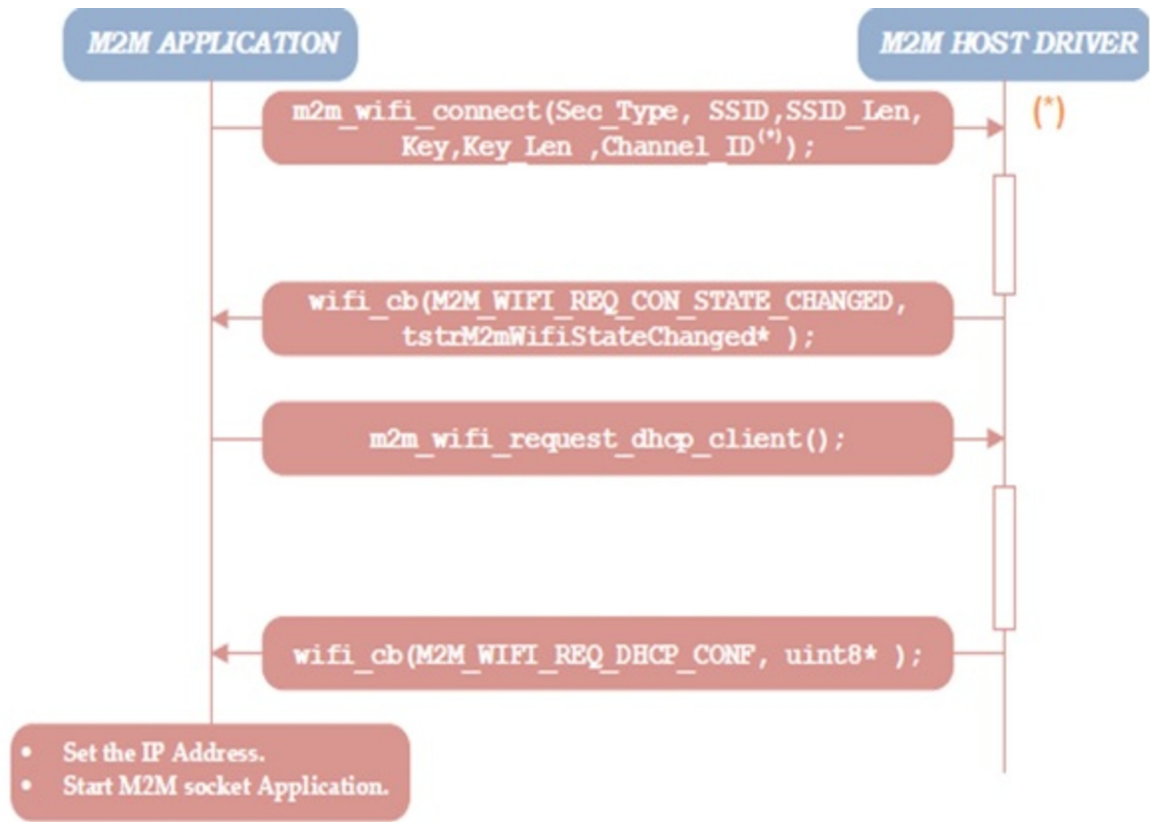 M2M APPLICATION
M2M HOST DRIVER
m2m_wifi_connect(Sec_Type, SSID,SSID_Len,
Key,Key_Len ,Channel_ID(*));
(*)
wifi_cb(M2M_WIFI_REQ_CON_STATE_CHANGED,
tstrM2mWifiStateChanged* );
m2m_wifi_request_dhcp_client();
wifi_cb(M2M_WIFI_REQ_DHCP_CONF, uint8* );
• Set the IP Address.
• Start M2M socket Application.